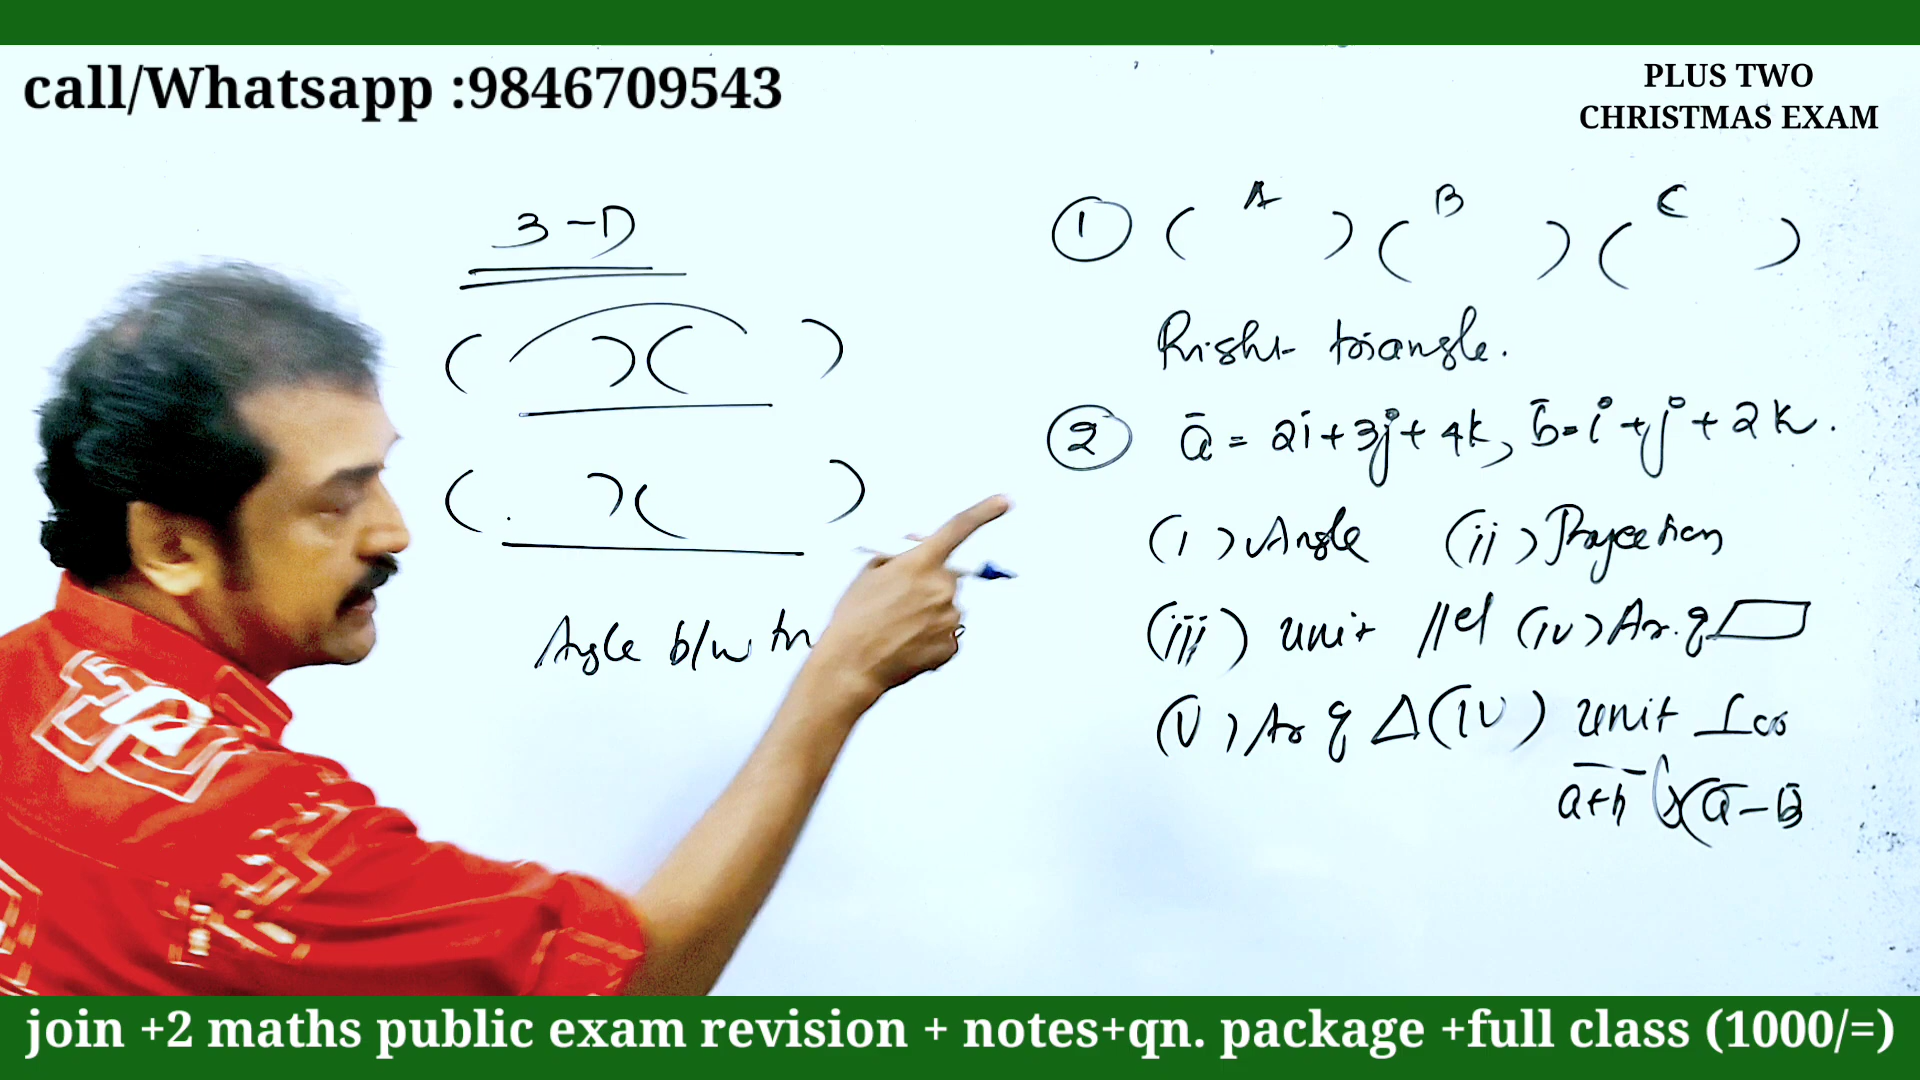 call/Whatsapp :9846709543
PLUS TWO
CHRISTMAS EXAM
3-D
( ) ( )
( ) ( )
Angle b/w
① ( A ) ( B ) ( C )
Right triangle.
② a̅ = 2i+3j+4k, b̅=i+j+2k.
(i) Angle (ii) Projection
(iii) unit //el (iv) Ar. of ▱
(V) Ar of Δ (IV) unit ⊥cr
a̅+b̅ )(a̅-b̅
join +2 maths public exam revision + notes+qn. package +full class (1000/=)